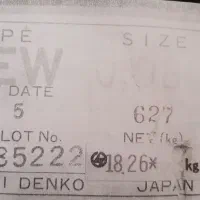 PE SIZE
EW
DATE
5 627
LOT No. NET (kg)
35222 18.26* kg
I DENKO JAPAN